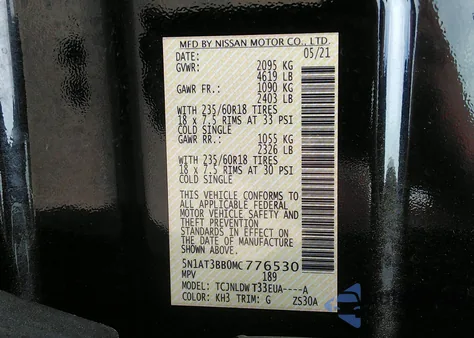 MFD BY NISSAN MOTOR CO., LTD.
DATE: 05/21
GVWR: 2095 KG
4619 LB
GAWR FR.: 1090 KG
2403 LB
WITH 235/60R18 TIRES
18 x 7.5 RIMS AT 33 PSI
COLD SINGLE
GAWR RR.: 1055 KG
2326 LB
WITH 235/60R18 TIRES
18 x 7.5 RIMS AT 30 PSI
COLD SINGLE
THIS VEHICLE CONFORMS TO
ALL APPLICABLE FEDERAL
MOTOR VEHICLE SAFETY AND
THEFT PREVENTION
STANDARDS IN EFFECT ON
THE DATE OF MANUFACTURE
SHOWN ABOVE
5N1AT3BB0MC776530
MPV 189
MODEL: TCJNLDWT33EUA----A
COLOR: KH3 TRIM: G ZS30A